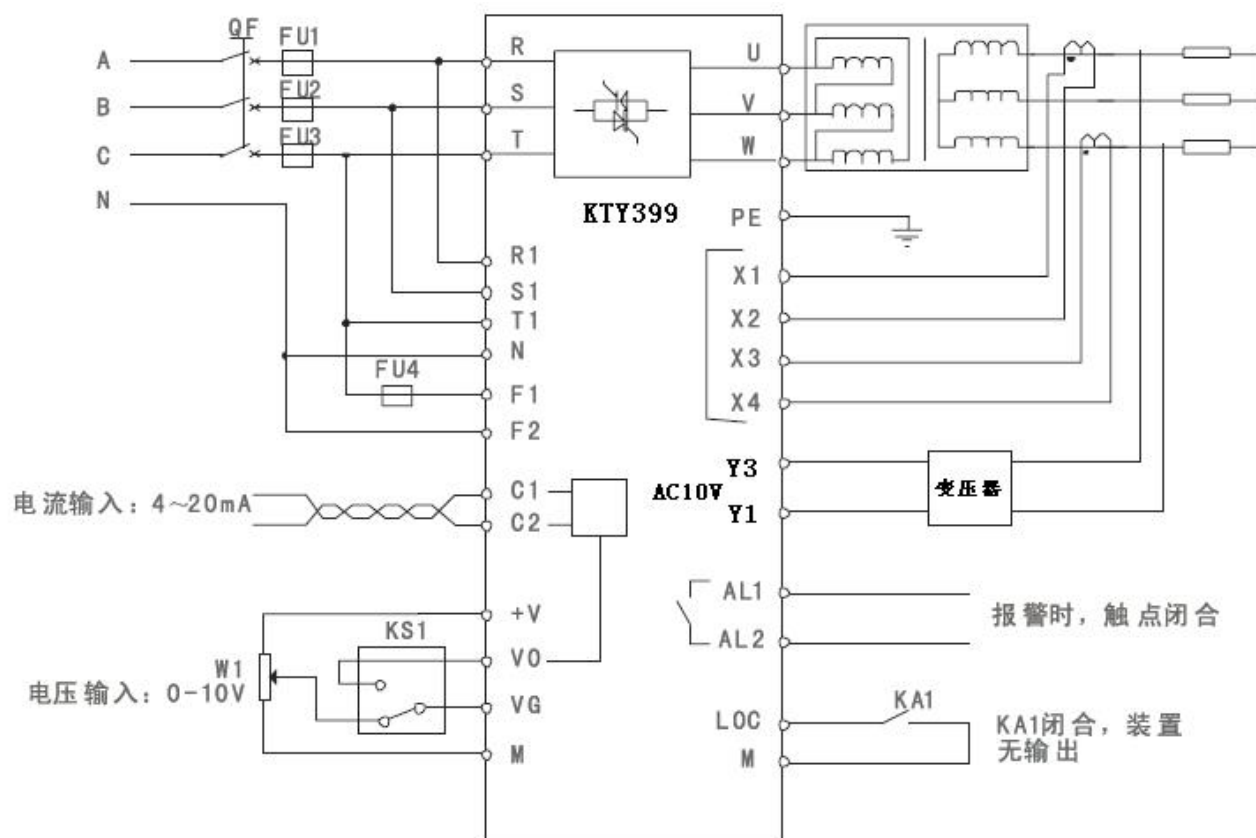 QF
FU1
A
R
U
FU2
B
S
V
FU3
C
T
W
N
KTY399
PE
R1
X1
S1
X2
T1
N
X3
FU4
F1
X4
F2
Y3
变压器
电流输入: 4~20mA
C1
AC10V
C2
Y1
AL1
+V
报警时, 触点闭合
KS1
AL2
W1
V0
电压输入: 0-10V
VG
LOC
KA1
KA1闭合, 装置
无输出
M
M